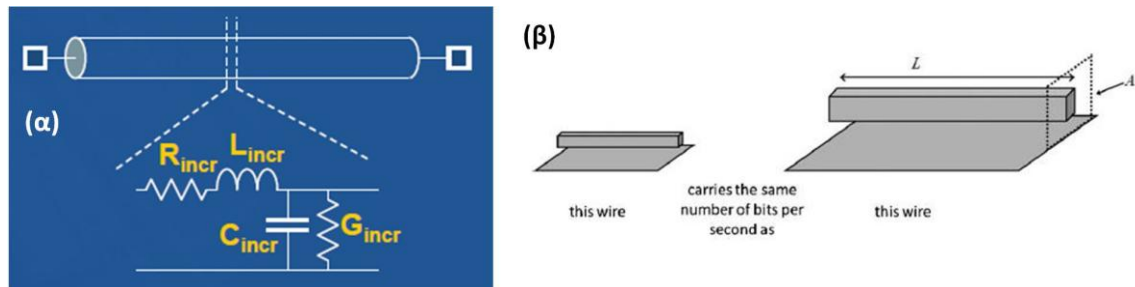 (α)
R_incr L_incr
C_incr G_incr
(β)
L
A
this wire
carries the same
number of bits per
second as
this wire